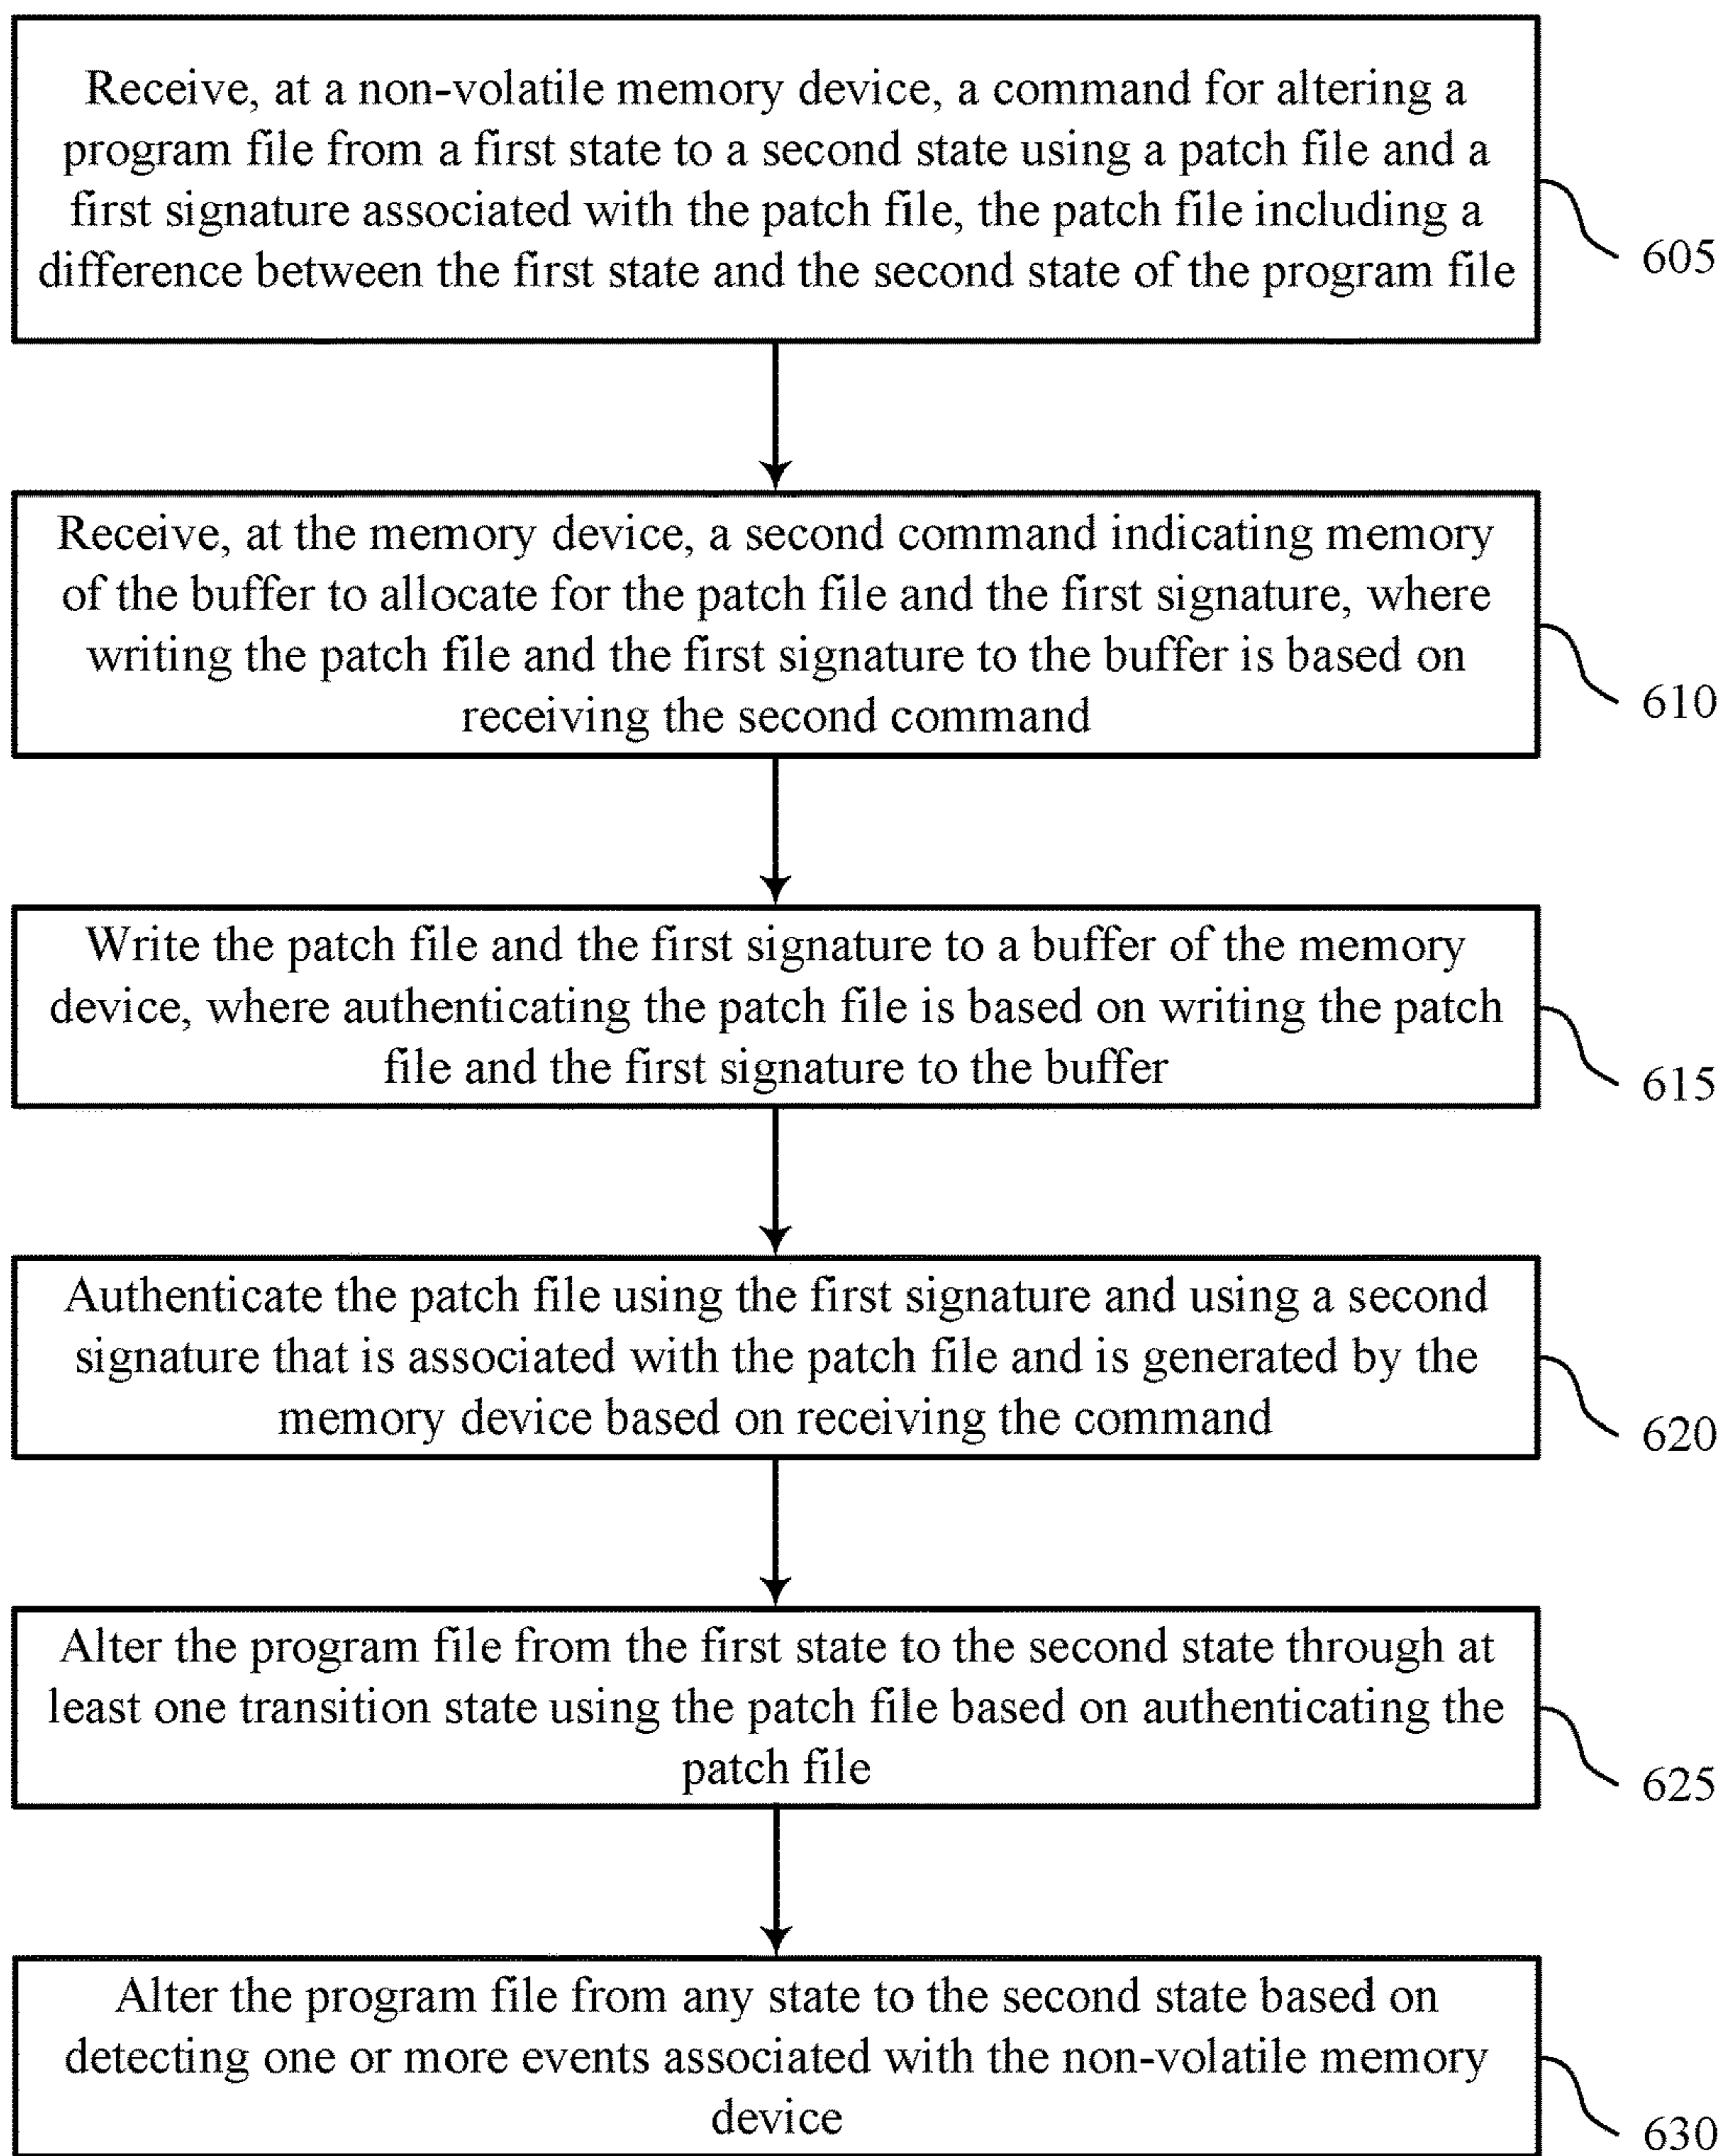 Receive, at a non-volatile memory device, a command for altering a
program file from a first state to a second state using a patch file and a
first signature associated with the patch file, the patch file including a
difference between the first state and the second state of the program file
605
Receive, at the memory device, a second command indicating memory
of the buffer to allocate for the patch file and the first signature, where
writing the patch file and the first signature to the buffer is based on
receiving the second command
610
Write the patch file and the first signature to a buffer of the memory
device, where authenticating the patch file is based on writing the patch
file and the first signature to the buffer
615
Authenticate the patch file using the first signature and using a second
signature that is associated with the patch file and is generated by the
memory device based on receiving the command
620
Alter the program file from the first state to the second state through at
least one transition state using the patch file based on authenticating the
patch file
625
Alter the program file from any state to the second state based on
detecting one or more events associated with the non-volatile memory
device
630